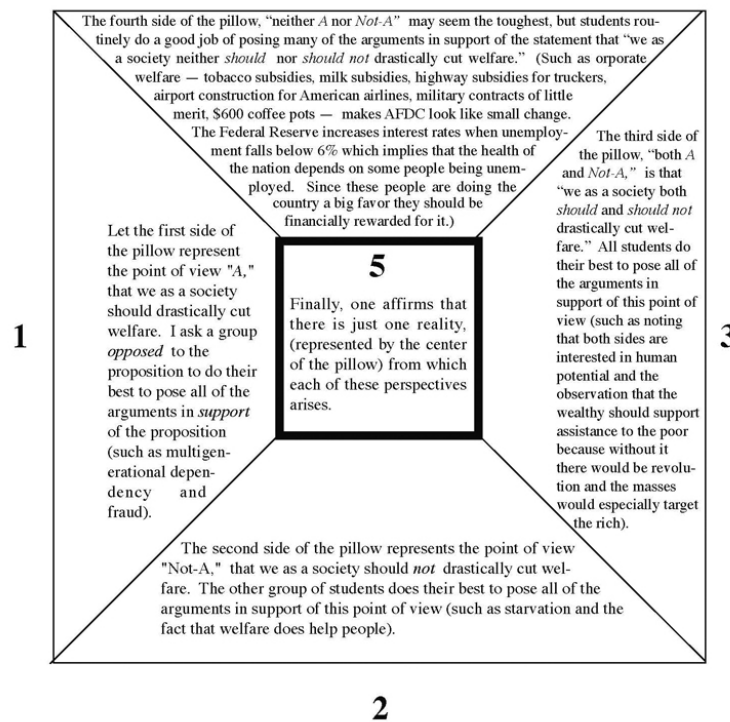 The fourth side of the pillow, “neither A nor Not-A” may seem the toughest, but students rou-
tinely do a good job of posing many of the arguments in support of the statement that “we as
a society neither should nor should not drastically cut welfare.” (Such as orporate
welfare — tobacco subsidies, milk subsidies, highway subsidies for truckers,
airport construction for American airlines, military contracts of little
merit, $600 coffee pots — makes AFDC look like small change.
The Federal Reserve increases interest rates when unemploy-
ment falls below 6% which implies that the health of
the nation depends on some people being unem-
ployed. Since these people are doing the
country a big favor they should be
financially rewarded for it.)
1
Let the first side of
the pillow represent
the point of view "A,"
that we as a society
should drastically cut
welfare. I ask a group
opposed to the
proposition to do their
best to pose all of the
arguments in support
of the proposition
(such as multigen-
erational depen-
dency and
fraud).
5
Finally, one affirms that
there is just one reality,
(represented by the center
of the pillow) from which
each of these perspectives
arises.
The third side of
the pillow, “both A
and Not-A,” is that
“we as a society both
should and should not
drastically cut wel-
fare.” All students do
their best to pose all of
the arguments in
support of this point of
view (such as noting
that both sides are
interested in human
potential and the
observation that the
wealthy should support
assistance to the poor
because without it
there would be revolu-
tion and the masses
would especially target
the rich).
3
The second side of the pillow represents the point of view
"Not-A," that we as a society should not drastically cut wel-
fare. The other group of students does their best to pose all of the
arguments in support of this point of view (such as starvation and the
fact that welfare does help people).
2